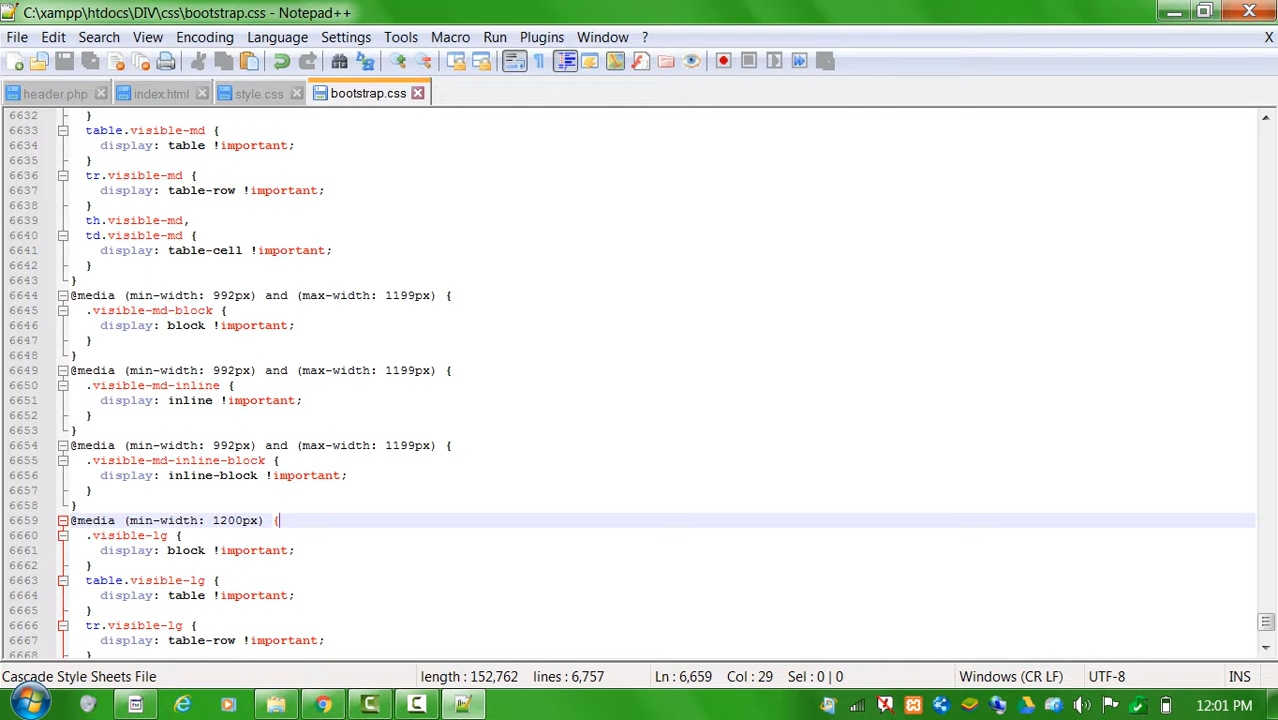 C:\xampp\htdocs\DIV\css\bootstrap.css - Notepad++
File Edit Search View Encoding Language Settings Tools Macro Run Plugins Window ? X
header.php index.html style.css bootstrap.css
6632 }
6633 table.visible-md {
6634 display: table !important;
6635 }
6636 tr.visible-md {
6637 display: table-row !important;
6638 }
6639 th.visible-md,
6640 td.visible-md {
6641 display: table-cell !important;
6642 }
6643 }
6644 @media (min-width: 992px) and (max-width: 1199px) {
6645 .visible-md-block {
6646 display: block !important;
6647 }
6648 }
6649 @media (min-width: 992px) and (max-width: 1199px) {
6650 .visible-md-inline {
6651 display: inline !important;
6652 }
6653 }
6654 @media (min-width: 992px) and (max-width: 1199px) {
6655 .visible-md-inline-block {
6656 display: inline-block !important;
6657 }
6658 }
6659 @media (min-width: 1200px) {
6660 .visible-lg {
6661 display: block !important;
6662 }
6663 table.visible-lg {
6664 display: table !important;
6665 }
6666 tr.visible-lg {
6667 display: table-row !important;
6668 }
Cascade Style Sheets File length : 152,762 lines : 6,757 Ln : 6,659 Col : 29 Sel : 0 | 0 Windows (CR LF) UTF-8 INS
12:01 PM